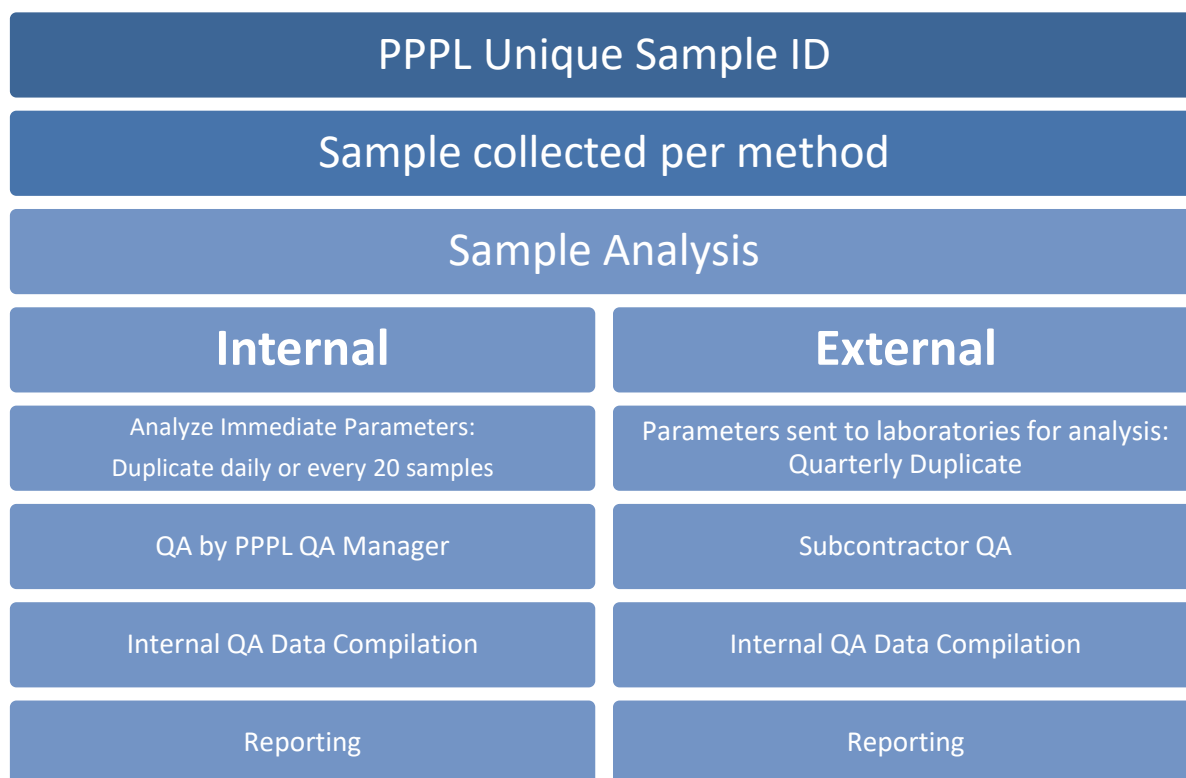 PPPL Unique Sample ID
Sample collected per method
Sample Analysis
Internal
External
Analyze Immediate Parameters:
Duplicate daily or every 20 samples
Parameters sent to laboratories for analysis:
Quarterly Duplicate
QA by PPPL QA Manager
Subcontractor QA
Internal QA Data Compilation
Internal QA Data Compilation
Reporting
Reporting